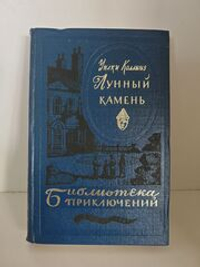 Уилки Коллинз
Лунный
камень
Библиотека
приключений